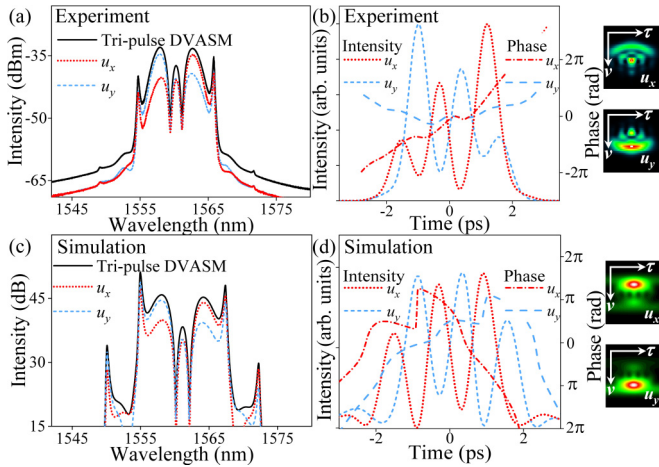 (a) Experiment
Tri-pulse DVASM
u_x
u_y
Intensity (dBm)
-35
-50
-65
1545 1555 1565 1575
Wavelength (nm)
(b) Experiment
Intensity Phase
u_x u_x
u_y u_y
Intensity (arb. units)
Phase (rad)
2π
0
-2π
-2 0 2
Time (ps)
τ
ν
u_x
τ
ν
u_y
(c) Simulation
Tri-pulse DVASM
u_x
u_y
Intensity (dB)
45
30
15
1545 1555 1565 1575
Wavelength (nm)
(d) Simulation
Intensity Phase
u_x u_x
u_y u_y
Intensity (arb. units)
Phase (rad)
2π
π
0
π
2π
-2 0 2
Time (ps)
τ
ν
u_x
τ
ν
u_y